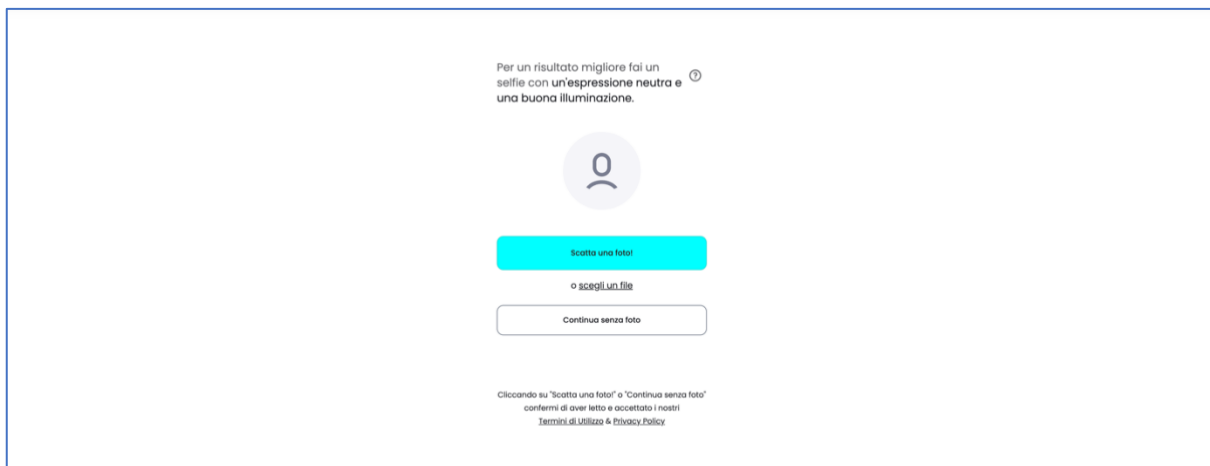 Per un risultato migliore fai un
selfie con un'espressione neutra e
una buona illuminazione.
?
Scatta una foto!
o scegli un file
Continua senza foto
Cliccando su "Scatta una foto!" o "Continua senza foto"
confermi di aver letto e accettato i nostri
Termini di Utilizzo & Privacy Policy